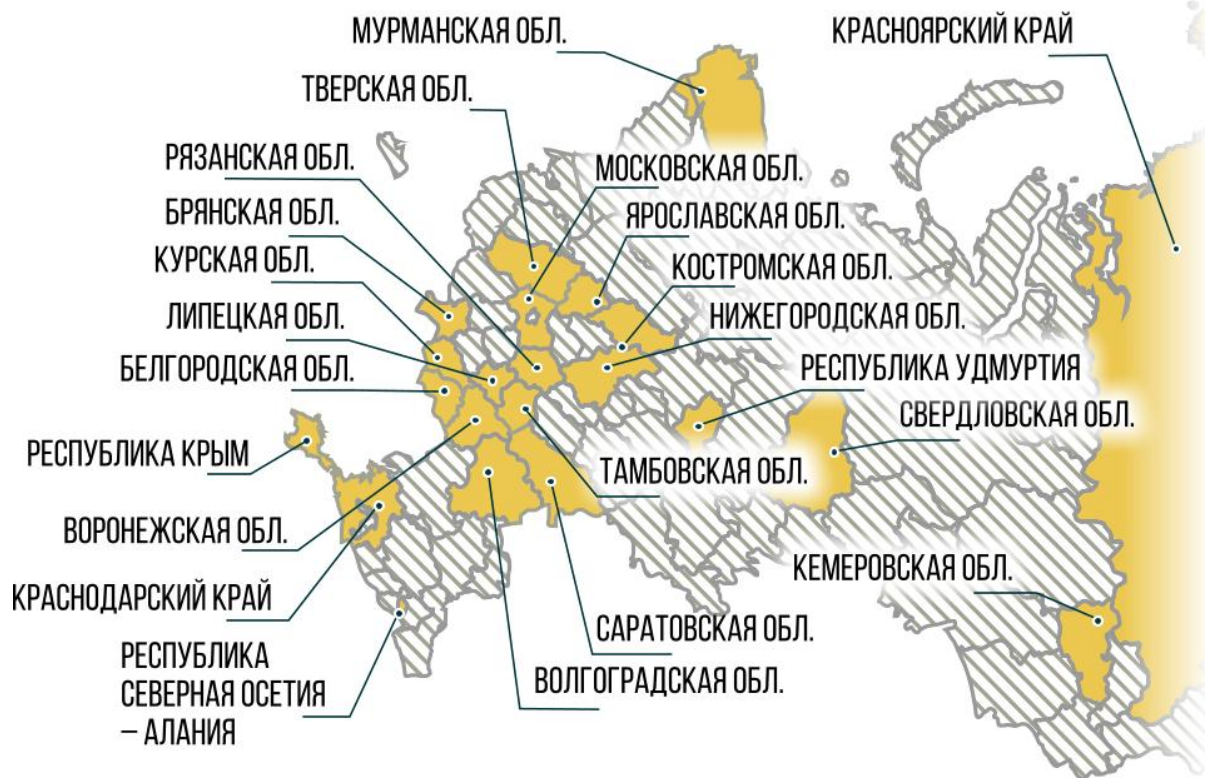 МУРМАНСКАЯ ОБЛ.
КРАСНОЯРСКИЙ КРАЙ
ТВЕРСКАЯ ОБЛ.
РЯЗАНСКАЯ ОБЛ.
МОСКОВСКАЯ ОБЛ.
БРЯНСКАЯ ОБЛ.
ЯРОСЛАВСКАЯ ОБЛ.
КУРСКАЯ ОБЛ.
КОСТРОМСКАЯ ОБЛ.
ЛИПЕЦКАЯ ОБЛ.
НИЖЕГОРОДСКАЯ ОБЛ.
БЕЛГОРОДСКАЯ ОБЛ.
РЕСПУБЛИКА УДМУРТИЯ
СВЕРДЛОВСКАЯ ОБЛ.
РЕСПУБЛИКА КРЫМ
ТАМБОВСКАЯ ОБЛ.
ВОРОНЕЖСКАЯ ОБЛ.
КЕМЕРОВСКАЯ ОБЛ.
КРАСНОДАРСКИЙ КРАЙ
САРАТОВСКАЯ ОБЛ.
РЕСПУБЛИКА
СЕВЕРНАЯ ОСЕТИЯ
– АЛАНИЯ
ВОЛГОГРАДСКАЯ ОБЛ.